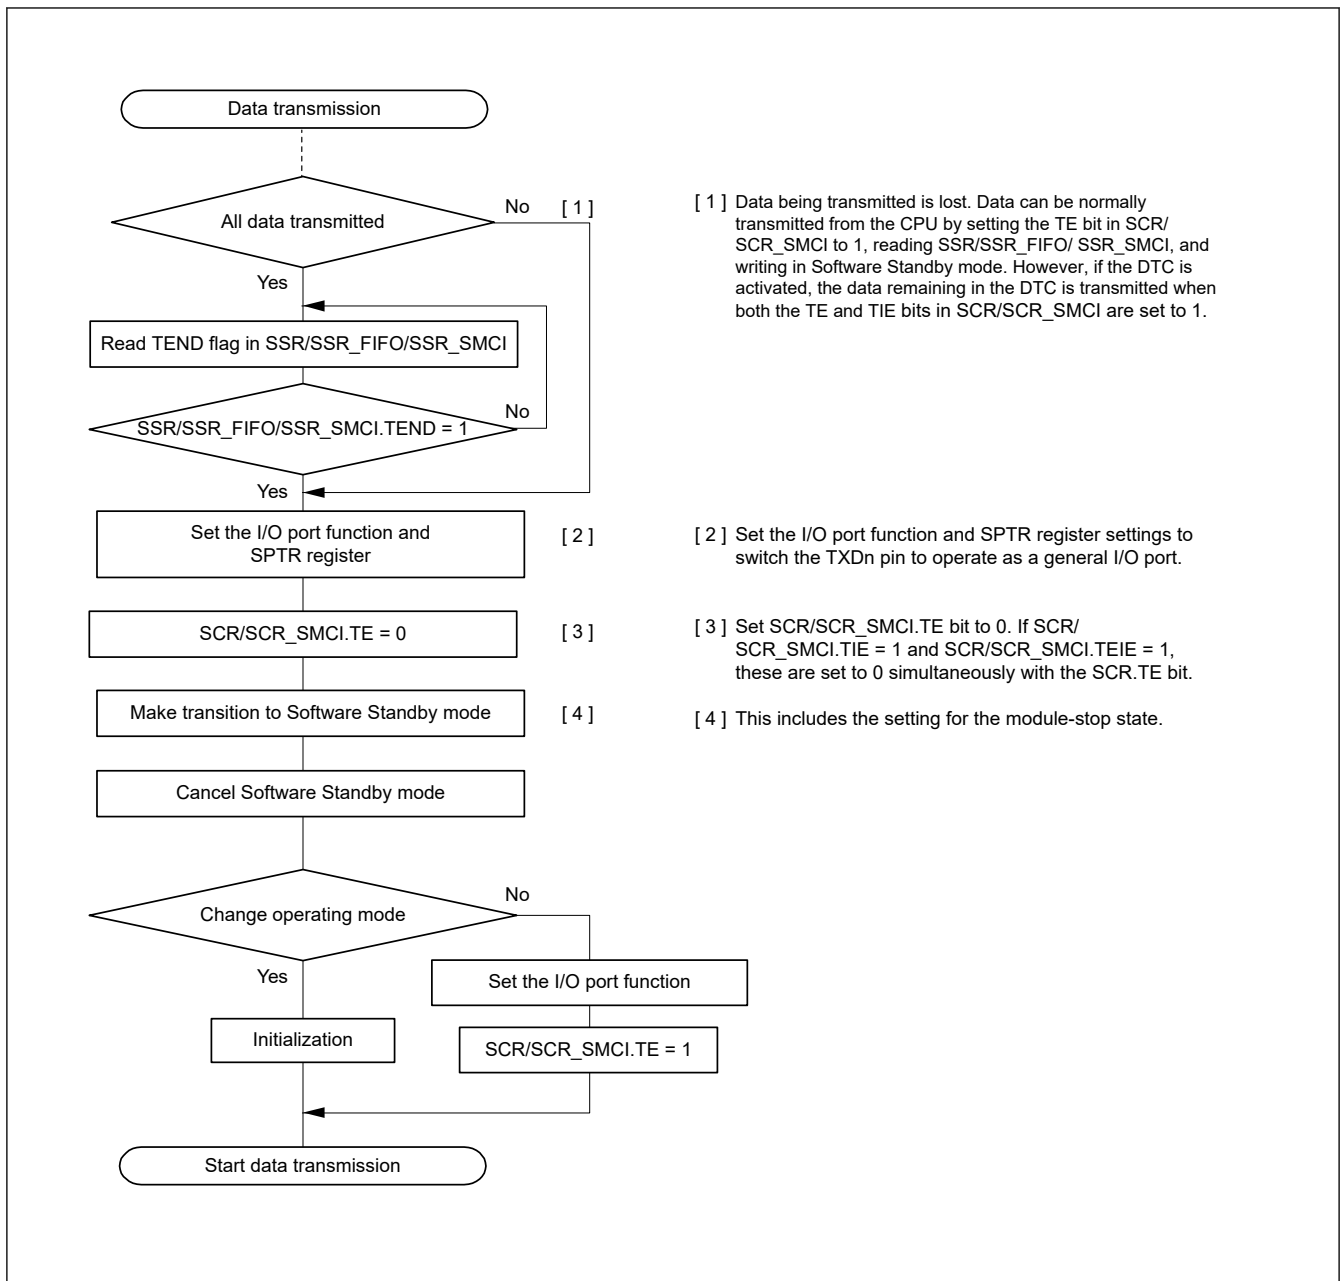 Data transmission
All data transmitted
No
[ 1 ]
Yes
Read TEND flag in SSR/SSR_FIFO/SSR_SMCI
SSR/SSR_FIFO/SSR_SMCI.TEND = 1
No
Yes
Set the I/O port function and
SPTR register
[ 2 ]
SCR/SCR_SMCI.TE = 0
[ 3 ]
Make transition to Software Standby mode
[ 4 ]
Cancel Software Standby mode
Change operating mode
No
Yes
Set the I/O port function
Initialization
SCR/SCR_SMCI.TE = 1
Start data transmission
[ 1 ] Data being transmitted is lost. Data can be normally
transmitted from the CPU by setting the TE bit in SCR/
SCR_SMCI to 1, reading SSR/SSR_FIFO/ SSR_SMCI, and
writing in Software Standby mode. However, if the DTC is
activated, the data remaining in the DTC is transmitted when
both the TE and TIE bits in SCR/SCR_SMCI are set to 1.
[ 2 ] Set the I/O port function and SPTR register settings to
switch the TXDn pin to operate as a general I/O port.
[ 3 ] Set SCR/SCR_SMCI.TE bit to 0. If SCR/
SCR_SMCI.TIE = 1 and SCR/SCR_SMCI.TEIE = 1,
these are set to 0 simultaneously with the SCR.TE bit.
[ 4 ] This includes the setting for the module-stop state.